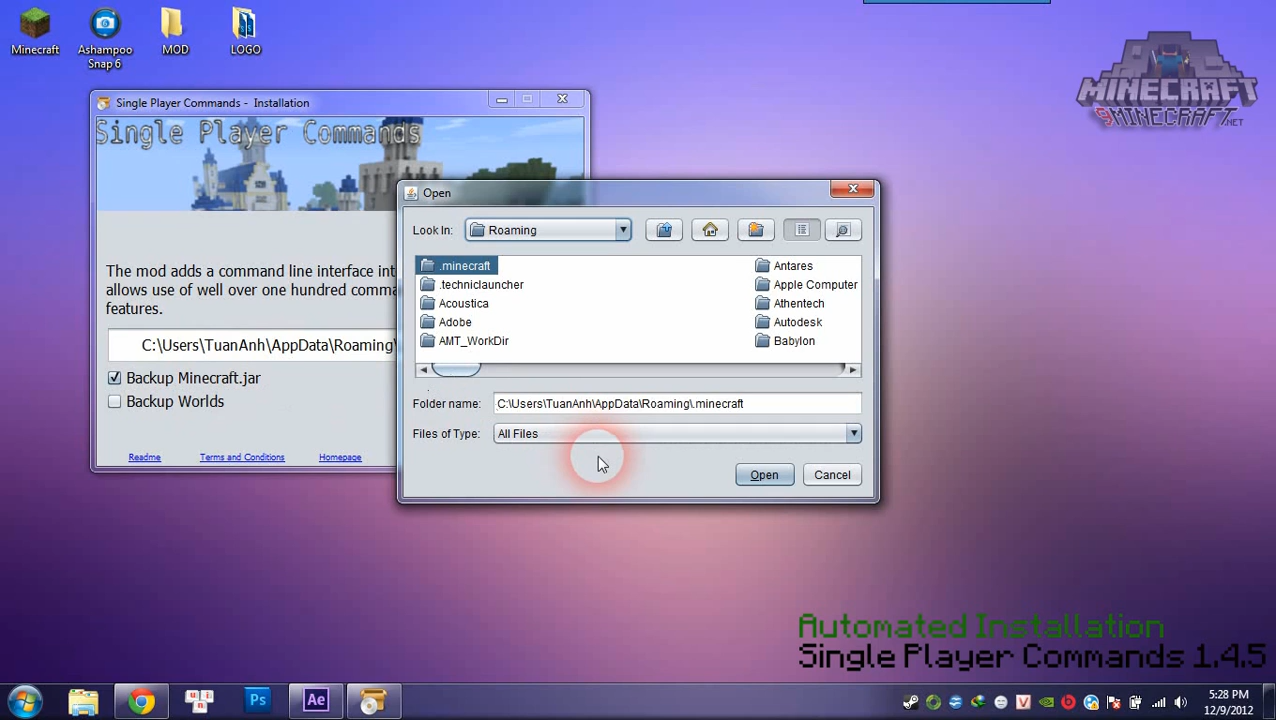 Minecraft
Ashampoo
Snap 6
MOD
LOGO
MINECRAFT
9MINECRAFT.NET
Single Player Commands - Installation
Single Player Commands
The mod adds a command line interface int
allows use of well over one hundred comma
features.
C:\Users\TuanAnh\AppData\Roaming\
Backup Minecraft.jar
Backup Worlds
Readme
Terms and Conditions
Homepage
Open
Look In:
Roaming
.minecraft
.techniclauncher
Acoustica
Adobe
AMT_WorkDir
Antares
Apple Computer
Athentech
Autodesk
Babylon
Folder name:
C:\Users\TuanAnh\AppData\Roaming\.minecraft
Files of Type:
All Files
Open
Cancel
Automated Installation
Single Player Commands 1.4.5
Ps
Ae
5:28 PM
12/9/2012